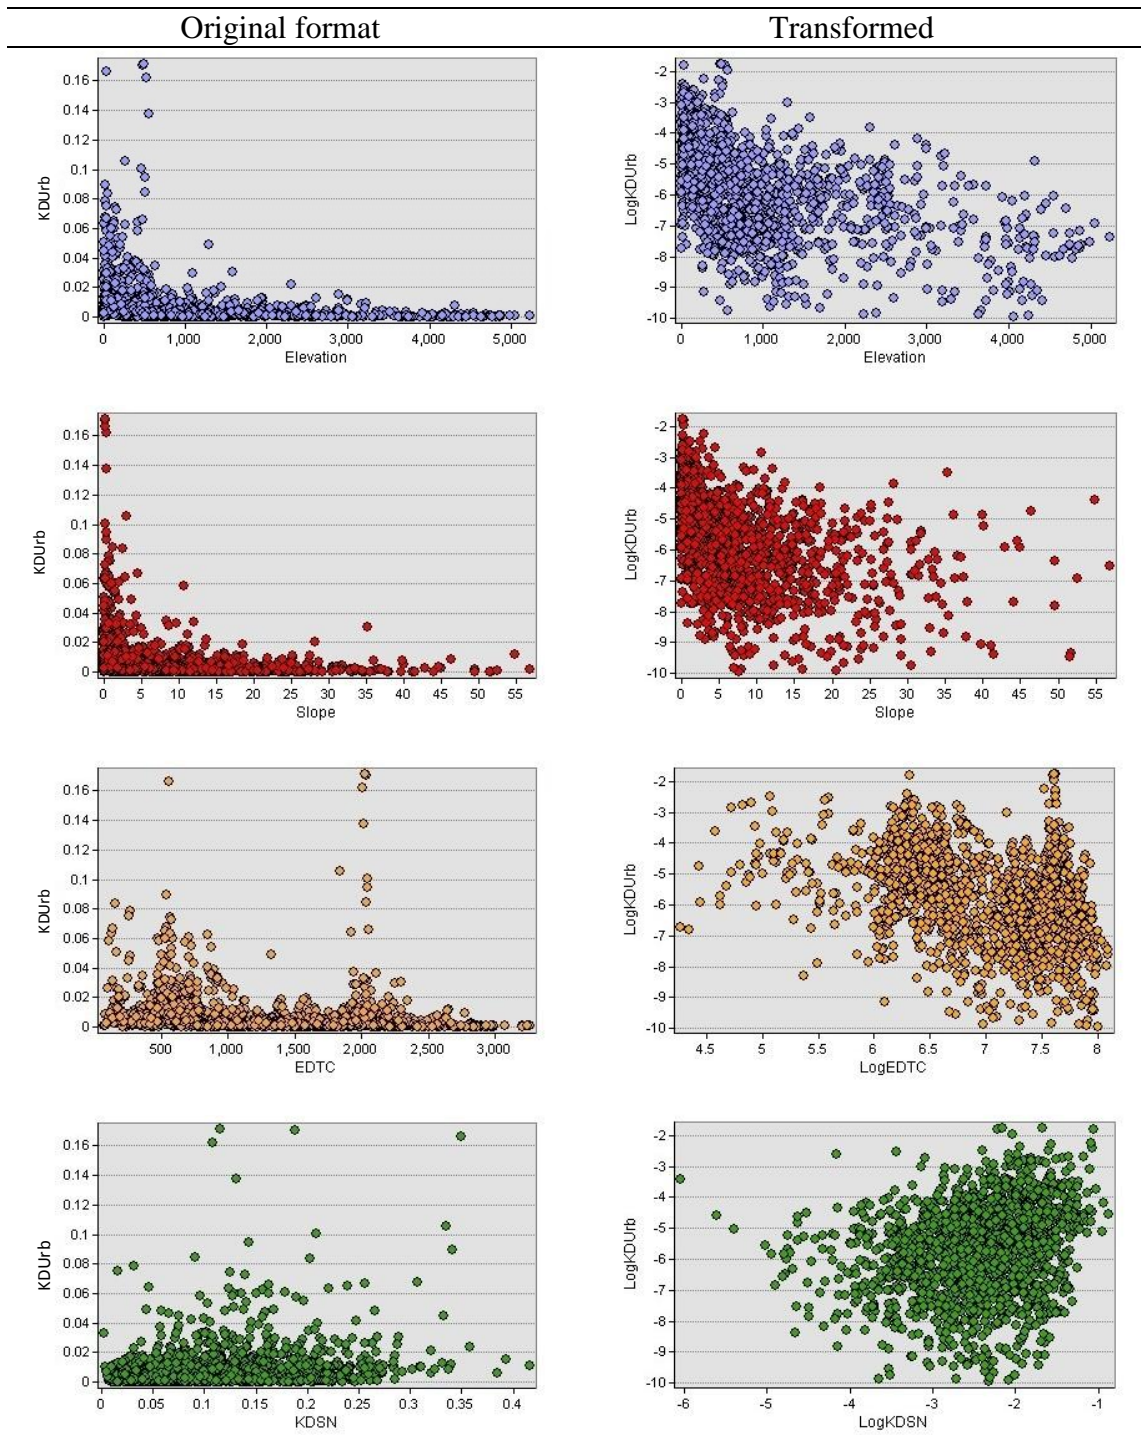 Original format Transformed
0.16
0.14
0.12
0.1
0.08
0.06
0.04
0.02
0
KDUrb
0 1,000 2,000 3,000 4,000 5,000
Elevation
-2
-3
-4
-5
-6
-7
-8
-9
-10
LogKDUrb
0 1,000 2,000 3,000 4,000 5,000
Elevation
0.16
0.14
0.12
0.1
0.08
0.06
0.04
0.02
0
KDUrb
0 5 10 15 20 25 30 35 40 45 50 55
Slope
-2
-3
-4
-5
-6
-7
-8
-9
-10
LogKDUrb
0 5 10 15 20 25 30 35 40 45 50 55
Slope
0.16
0.14
0.12
0.1
0.08
0.06
0.04
0.02
0
KDUrb
500 1,000 1,500 2,000 2,500 3,000
EDTC
-2
-3
-4
-5
-6
-7
-8
-9
-10
LogKDUrb
4.5 5 5.5 6 6.5 7 7.5 8
LogEDTC
0.16
0.14
0.12
0.1
0.08
0.06
0.04
0.02
0
KDUrb
0 0.05 0.1 0.15 0.2 0.25 0.3 0.35 0.4
KDSN
-2
-3
-4
-5
-6
-7
-8
-9
-10
LogKDUrb
-6 -5 -4 -3 -2 -1
LogKDSN